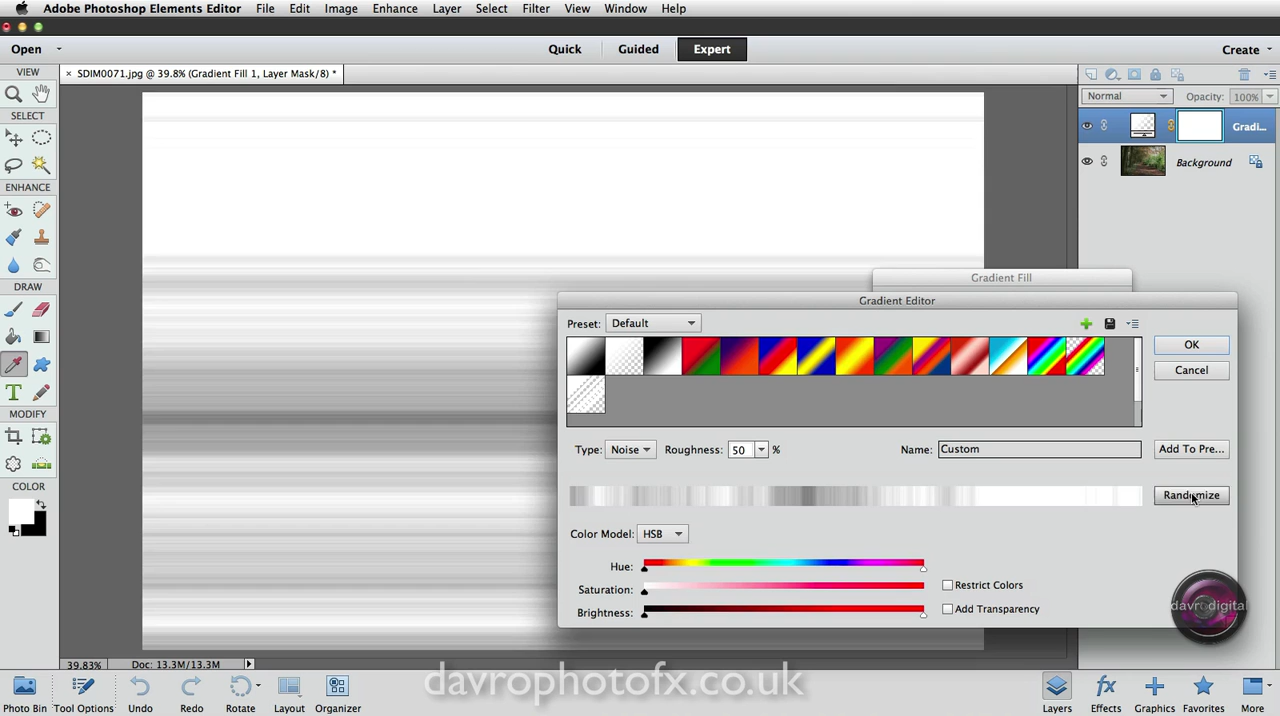 Adobe Photoshop Elements Editor File Edit Image Enhance Layer Select Filter View Window Help
Open Quick Guided Expert Create
VIEW
SDIM0071.jpg @ 39.8% (Gradient Fill 1, Layer Mask/8) *
Normal Opacity: 100%
SELECT
Gradi...
Background
ENHANCE
DRAW
Gradient Fill
Gradient Editor
Preset: Default
OK
Cancel
Type: Noise Roughness: 50 % Name: Custom Add To Pre...
MODIFY
Randomize
COLOR
Color Model: HSB
Hue:
Saturation: Restrict Colors
Brightness: Add Transparency
davrodigital
39.83% Doc: 13.3M/13.3M
davrophotofx.co.uk
Photo Bin Tool Options Undo Redo Rotate Layout Organizer Layers Effects Graphics Favorites More